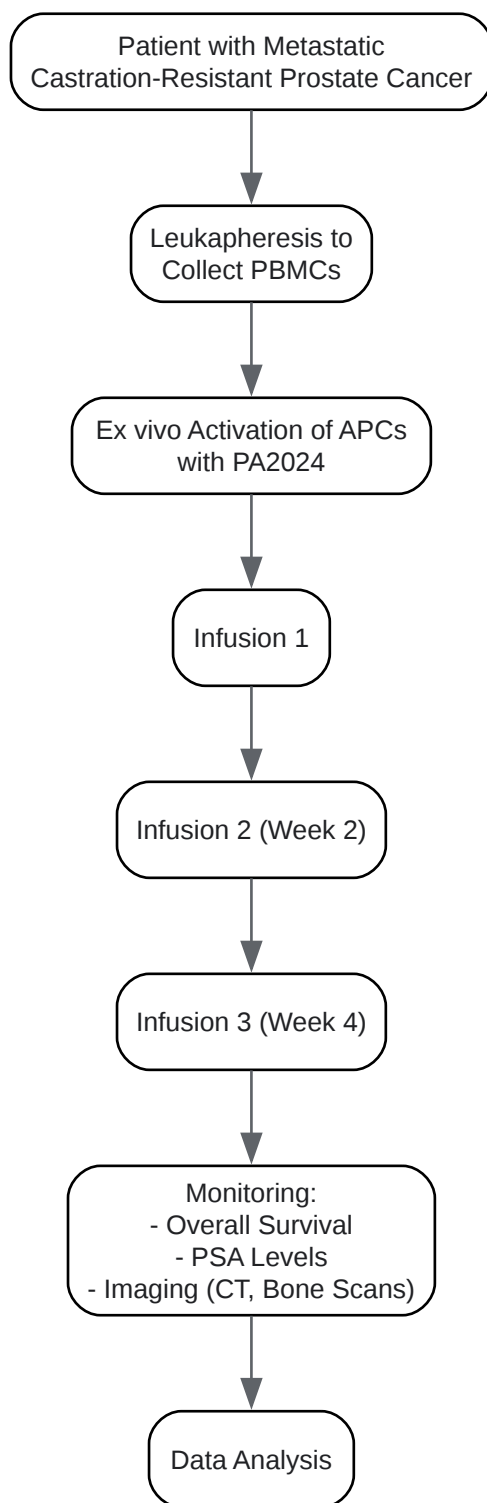 Patient with Metastatic
Castration-Resistant Prostate Cancer
Leukapheresis to
Collect PBMCs
Ex vivo Activation of APCs
with PA2024
Infusion 1
Infusion 2 (Week 2)
Infusion 3 (Week 4)
Monitoring:
- Overall Survival
- PSA Levels
- Imaging (CT, Bone Scans)
Data Analysis